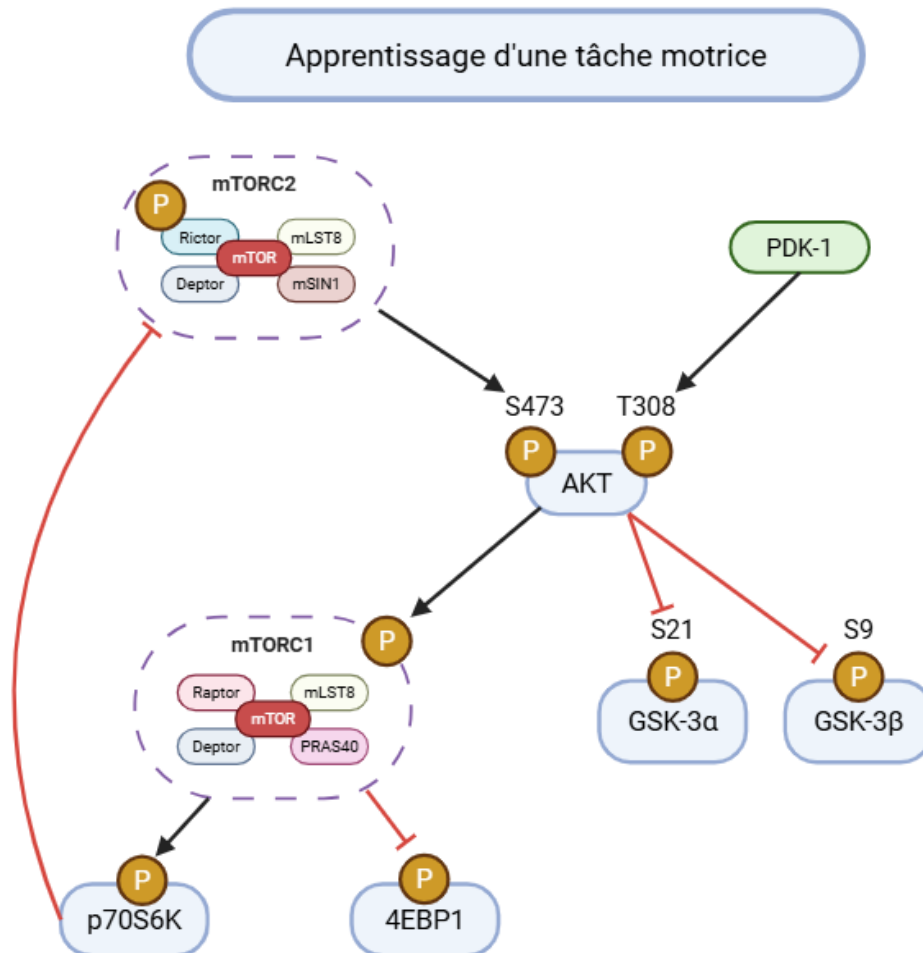 Apprentissage d'une tâche motrice
mTORC2
P
Rictor
mLST8
mTOR
Deptor
mSIN1
PDK-1
S473
T308
P
P
AKT
mTORC1
P
Raptor
mLST8
mTOR
Deptor
PRAS40
S21
S9
P
P
GSK-3α
GSK-3β
P
P
p70S6K
4EBP1